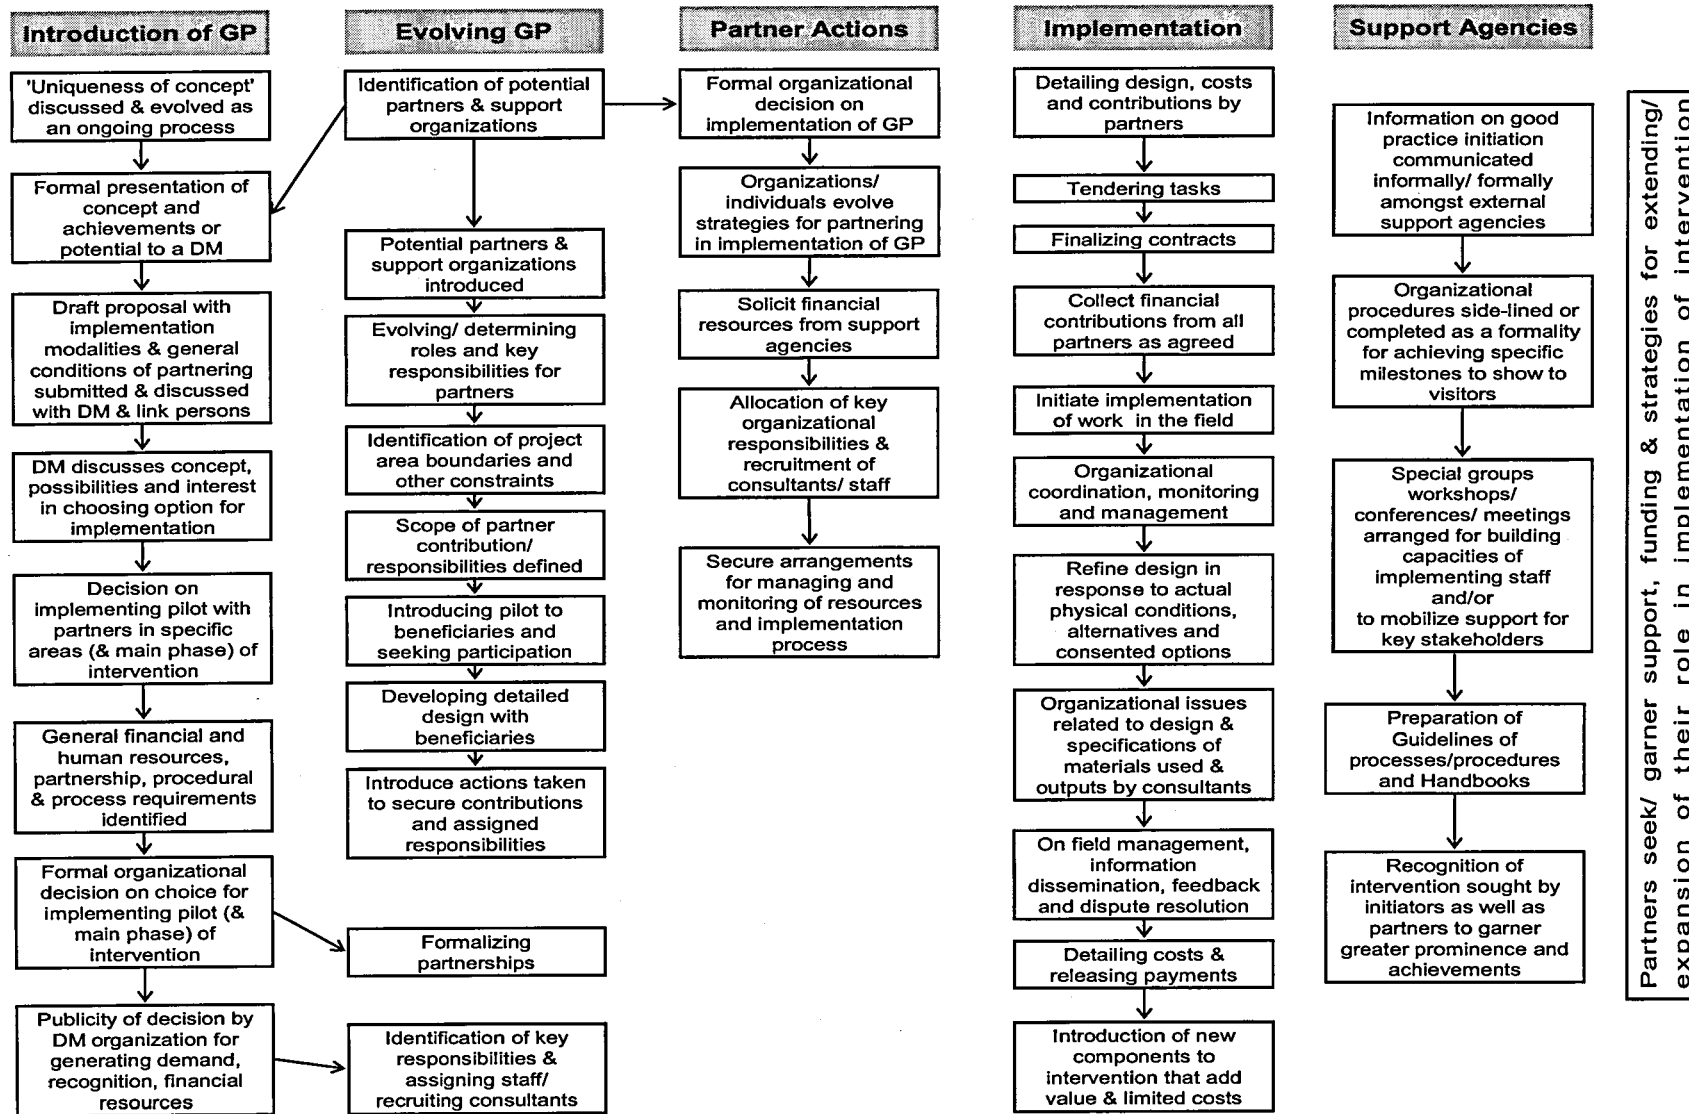 Introduction of GP
'Uniqueness of concept'
discussed & evolved as
an ongoing process
Formal presentation of
concept and
achievements or
potential to a DM
Draft proposal with
implementation
modalities & general
conditions of partnering
submitted & discussed
with DM & link persons
DM discusses concept,
possibilities and interest
in choosing option for
implementation
Decision on
implementing pilot with
partners in specific
areas (& main phase) of
intervention
General financial and
human resources,
partnership, procedural
& process requirements
identified
Formal organizational
decision on choice for
implementing pilot (&
main phase) of
intervention
Publicity of decision by
DM organization for
generating demand,
recognition, financial
resources
Evolving GP
Identification of potential
partners & support
organizations
Potential partners &
support organizations
introduced
Evolving/ determining
roles and key
responsibilities for
partners
Identification of project
area boundaries and
other constraints
Scope of partner
contribution/
responsibilities defined
Introducing pilot to
beneficiaries and
seeking participation
Developing detailed
design with
beneficiaries
Introduce actions taken
to secure contributions
and assigned
responsibilities
Formalizing
partnerships
Identification of key
responsibilities &
assigning staff/
recruiting consultants
Partner Actions
Formal organizational
decision on
implementation of GP
Organizations/
individuals evolve
strategies for partnering
in implementation of GP
Solicit financial
resources from support
agencies
Allocation of key
organizational
responsibilities &
recruitment of
consultants/ staff
Secure arrangements
for managing and
monitoring of resources
and implementation
process
Implementation
Detailing design, costs
and contributions by
partners
Tendering tasks
Finalizing contracts
Collect financial
contributions from all
partners as agreed
Initiate implementation
of work in the field
Organizational
coordination, monitoring
and management
Refine design in
response to actual
physical conditions,
alternatives and
consented options
Organizational issues
related to design &
specifications of
materials used &
outputs by consultants
On field management,
information
dissemination, feedback
and dispute resolution
Detailing costs &
releasing payments
Introduction of new
components to
intervention that add
value & limited costs
Support Agencies
Information on good
practice initiation
communicated
informally/ formally
amongst external
support agencies
Organizational
procedures side-lined or
completed as a formality
for achieving specific
milestones to show to
visitors
Special groups
workshops/
conferences/ meetings
arranged for building
capacities of
implementing staff
and/or
to mobilize support for
key stakeholders
Preparation of
Guidelines of
processes/procedures
and Handbooks
Recognition of
intervention sought by
initiators as well as
partners to garner
greater prominence and
achievements
Partners seek/ garner support, funding & strategies for extending/
expansion of their role in implementation of intervention